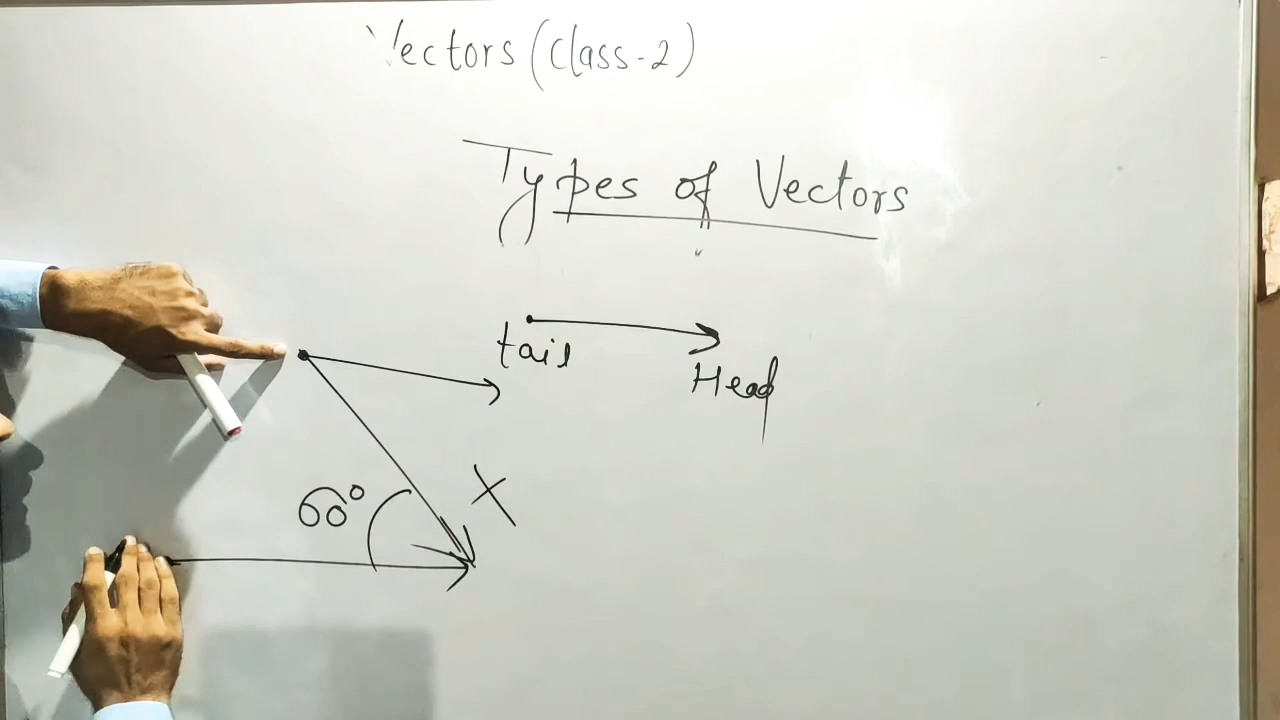 Vectors (Class-2)
Types of Vectors
tail
Head
60°
X